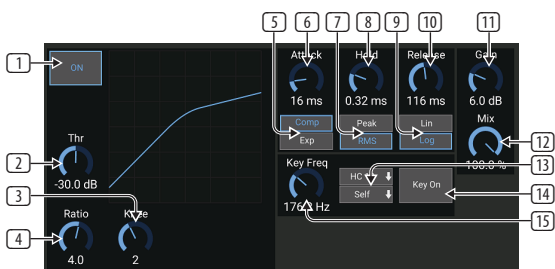 5 6 7 8 9 10 11
1 ON Attack Hold Release Gain
16 ms 0.32 ms 116 ms 6.0 dB
Comp Peak Lin Mix
Exp RMS Log
12
Thr
2
-30.0 dB
100.0 %
Key Freq HC 13
3
Self Key On 14
Ratio Knee
Hz
15
4
4.0 2